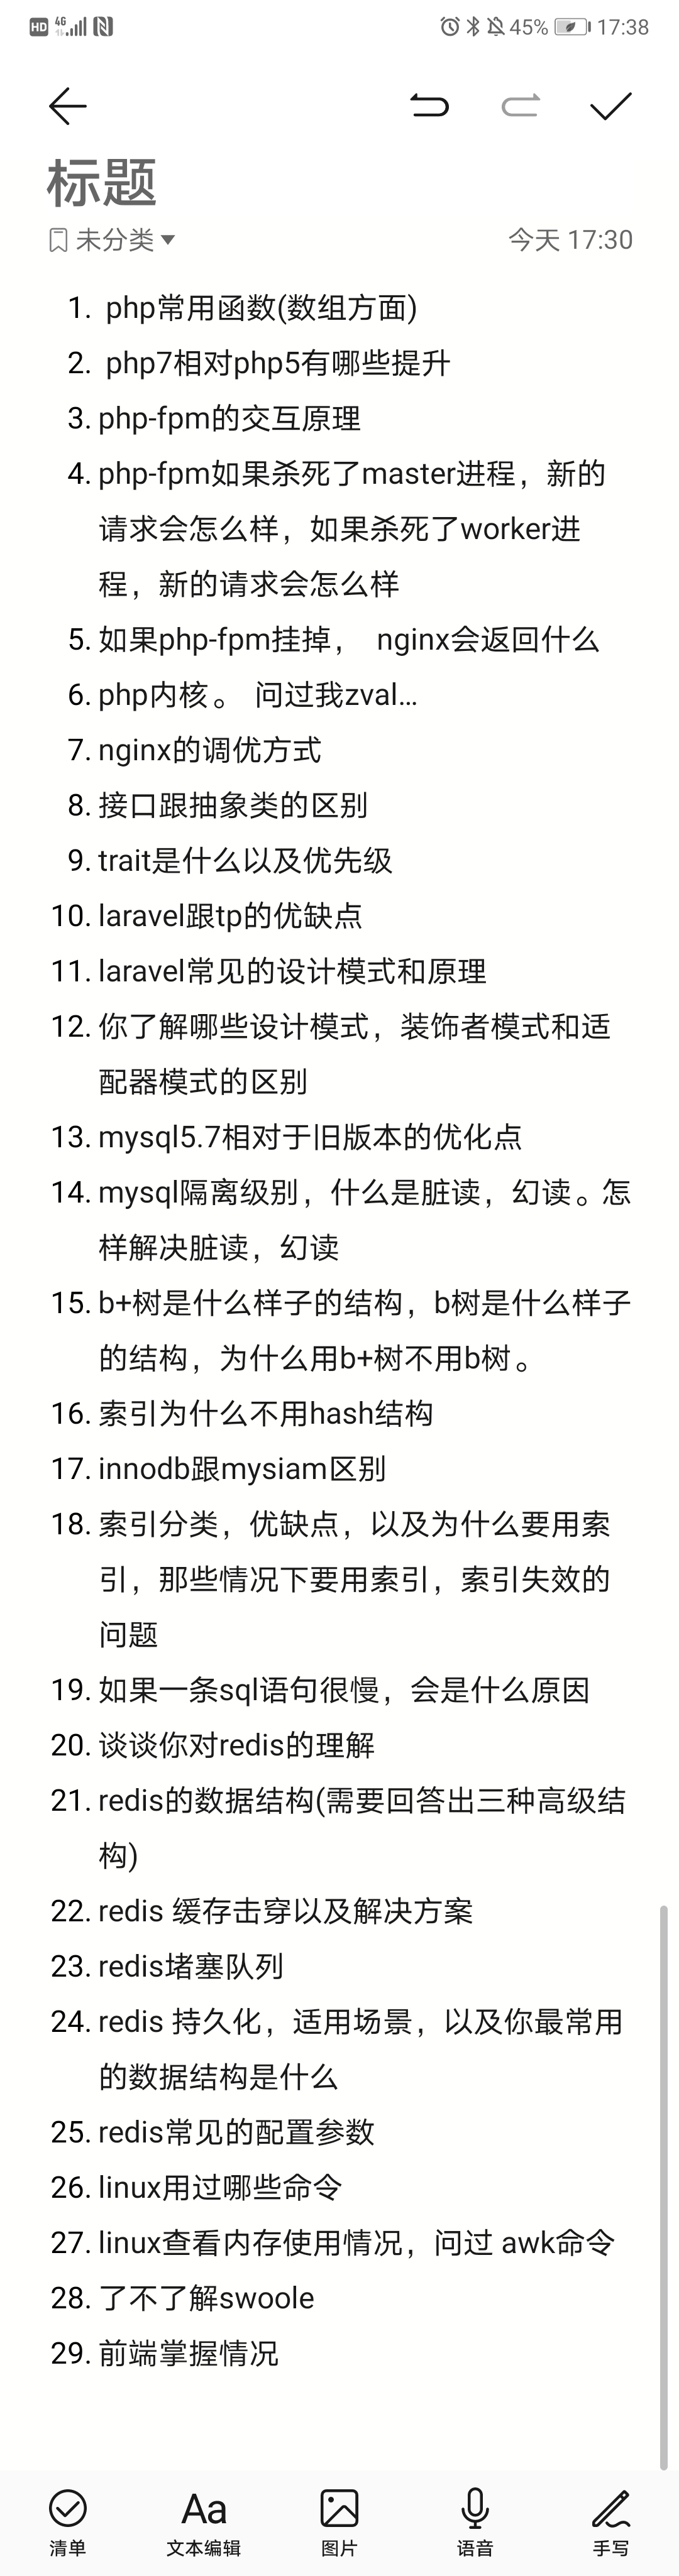 HD 4G 45% 17:38
标题
未分类 今天 17:30
1. php常用函数(数组方面)
2. php7相对php5有哪些提升
3. php-fpm的交互原理
4. php-fpm如果杀死了master进程，新的
请求会怎么样，如果杀死了worker进
程，新的请求会怎么样
5. 如果php-fpm挂掉， nginx会返回什么
6. php内核。 问过我zval...
7. nginx的调优方式
8. 接口跟抽象类的区别
9. trait是什么以及优先级
10. laravel跟tp的优缺点
11. laravel常见的设计模式和原理
12. 你了解哪些设计模式，装饰者模式和适
配器模式的区别
13. mysql5.7相对于旧版本的优化点
14. mysql隔离级别，什么是脏读，幻读。怎
样解决脏读，幻读
15. b+树是什么样子的结构，b树是什么样子
的结构，为什么用b+树不用b树。
16. 索引为什么不用hash结构
17. innodb跟mysiam区别
18. 索引分类，优缺点，以及为什么要用索
引，那些情况下要用索引，索引失效的
问题
19. 如果一条sql语句很慢，会是什么原因
20. 谈谈你对redis的理解
21. redis的数据结构(需要回答出三种高级结
构)
22. redis 缓存击穿以及解决方案
23. redis堵塞队列
24. redis 持久化，适用场景，以及你最常用
的数据结构是什么
25. redis常见的配置参数
26. linux用过哪些命令
27. linux查看内存使用情况，问过 awk命令
28. 了不了解swoole
29. 前端掌握情况
Aa
清单 文本编辑 图片 语音 手写